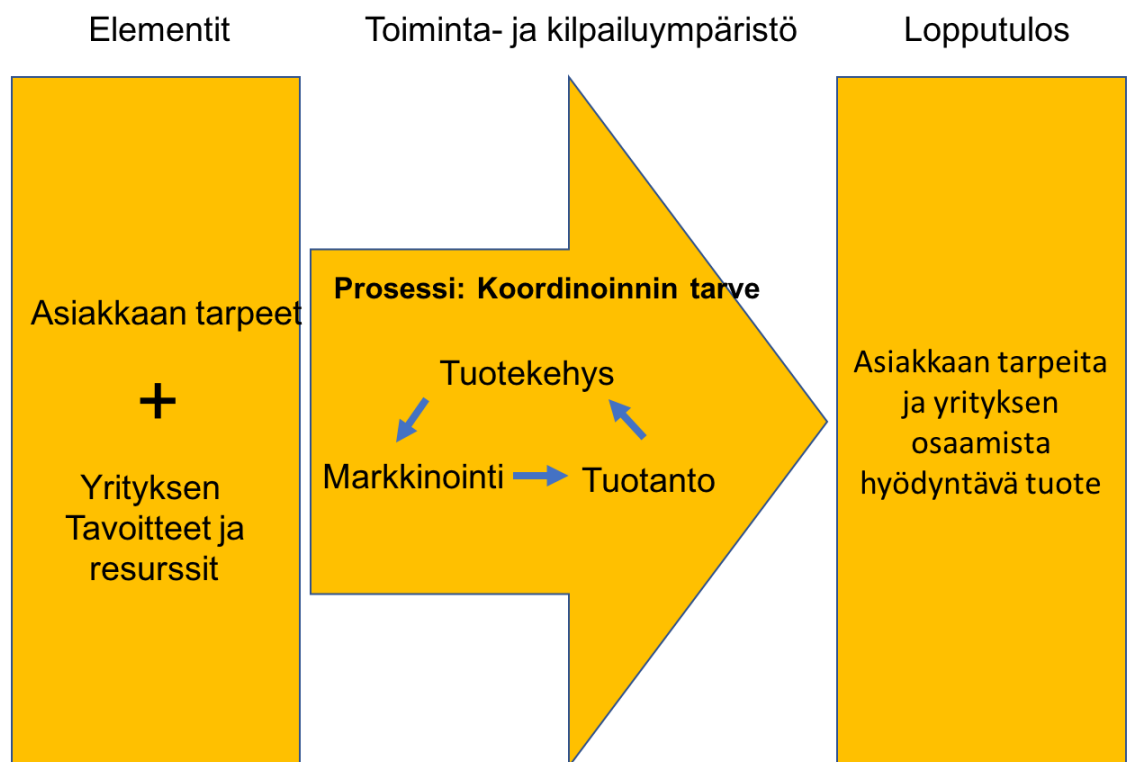 Elementit
Toiminta- ja kilpailuympäristö
Lopputulos
Asiakkaan tarpeet
+
Yrityksen
Tavoitteet ja
resurssit
Prosessi: Koordinoinnin tarve
Tuotekehys
Markkinointi
Tuotanto
Asiakkaan tarpeita
ja yrityksen
osaamista
hyödyntävä tuote